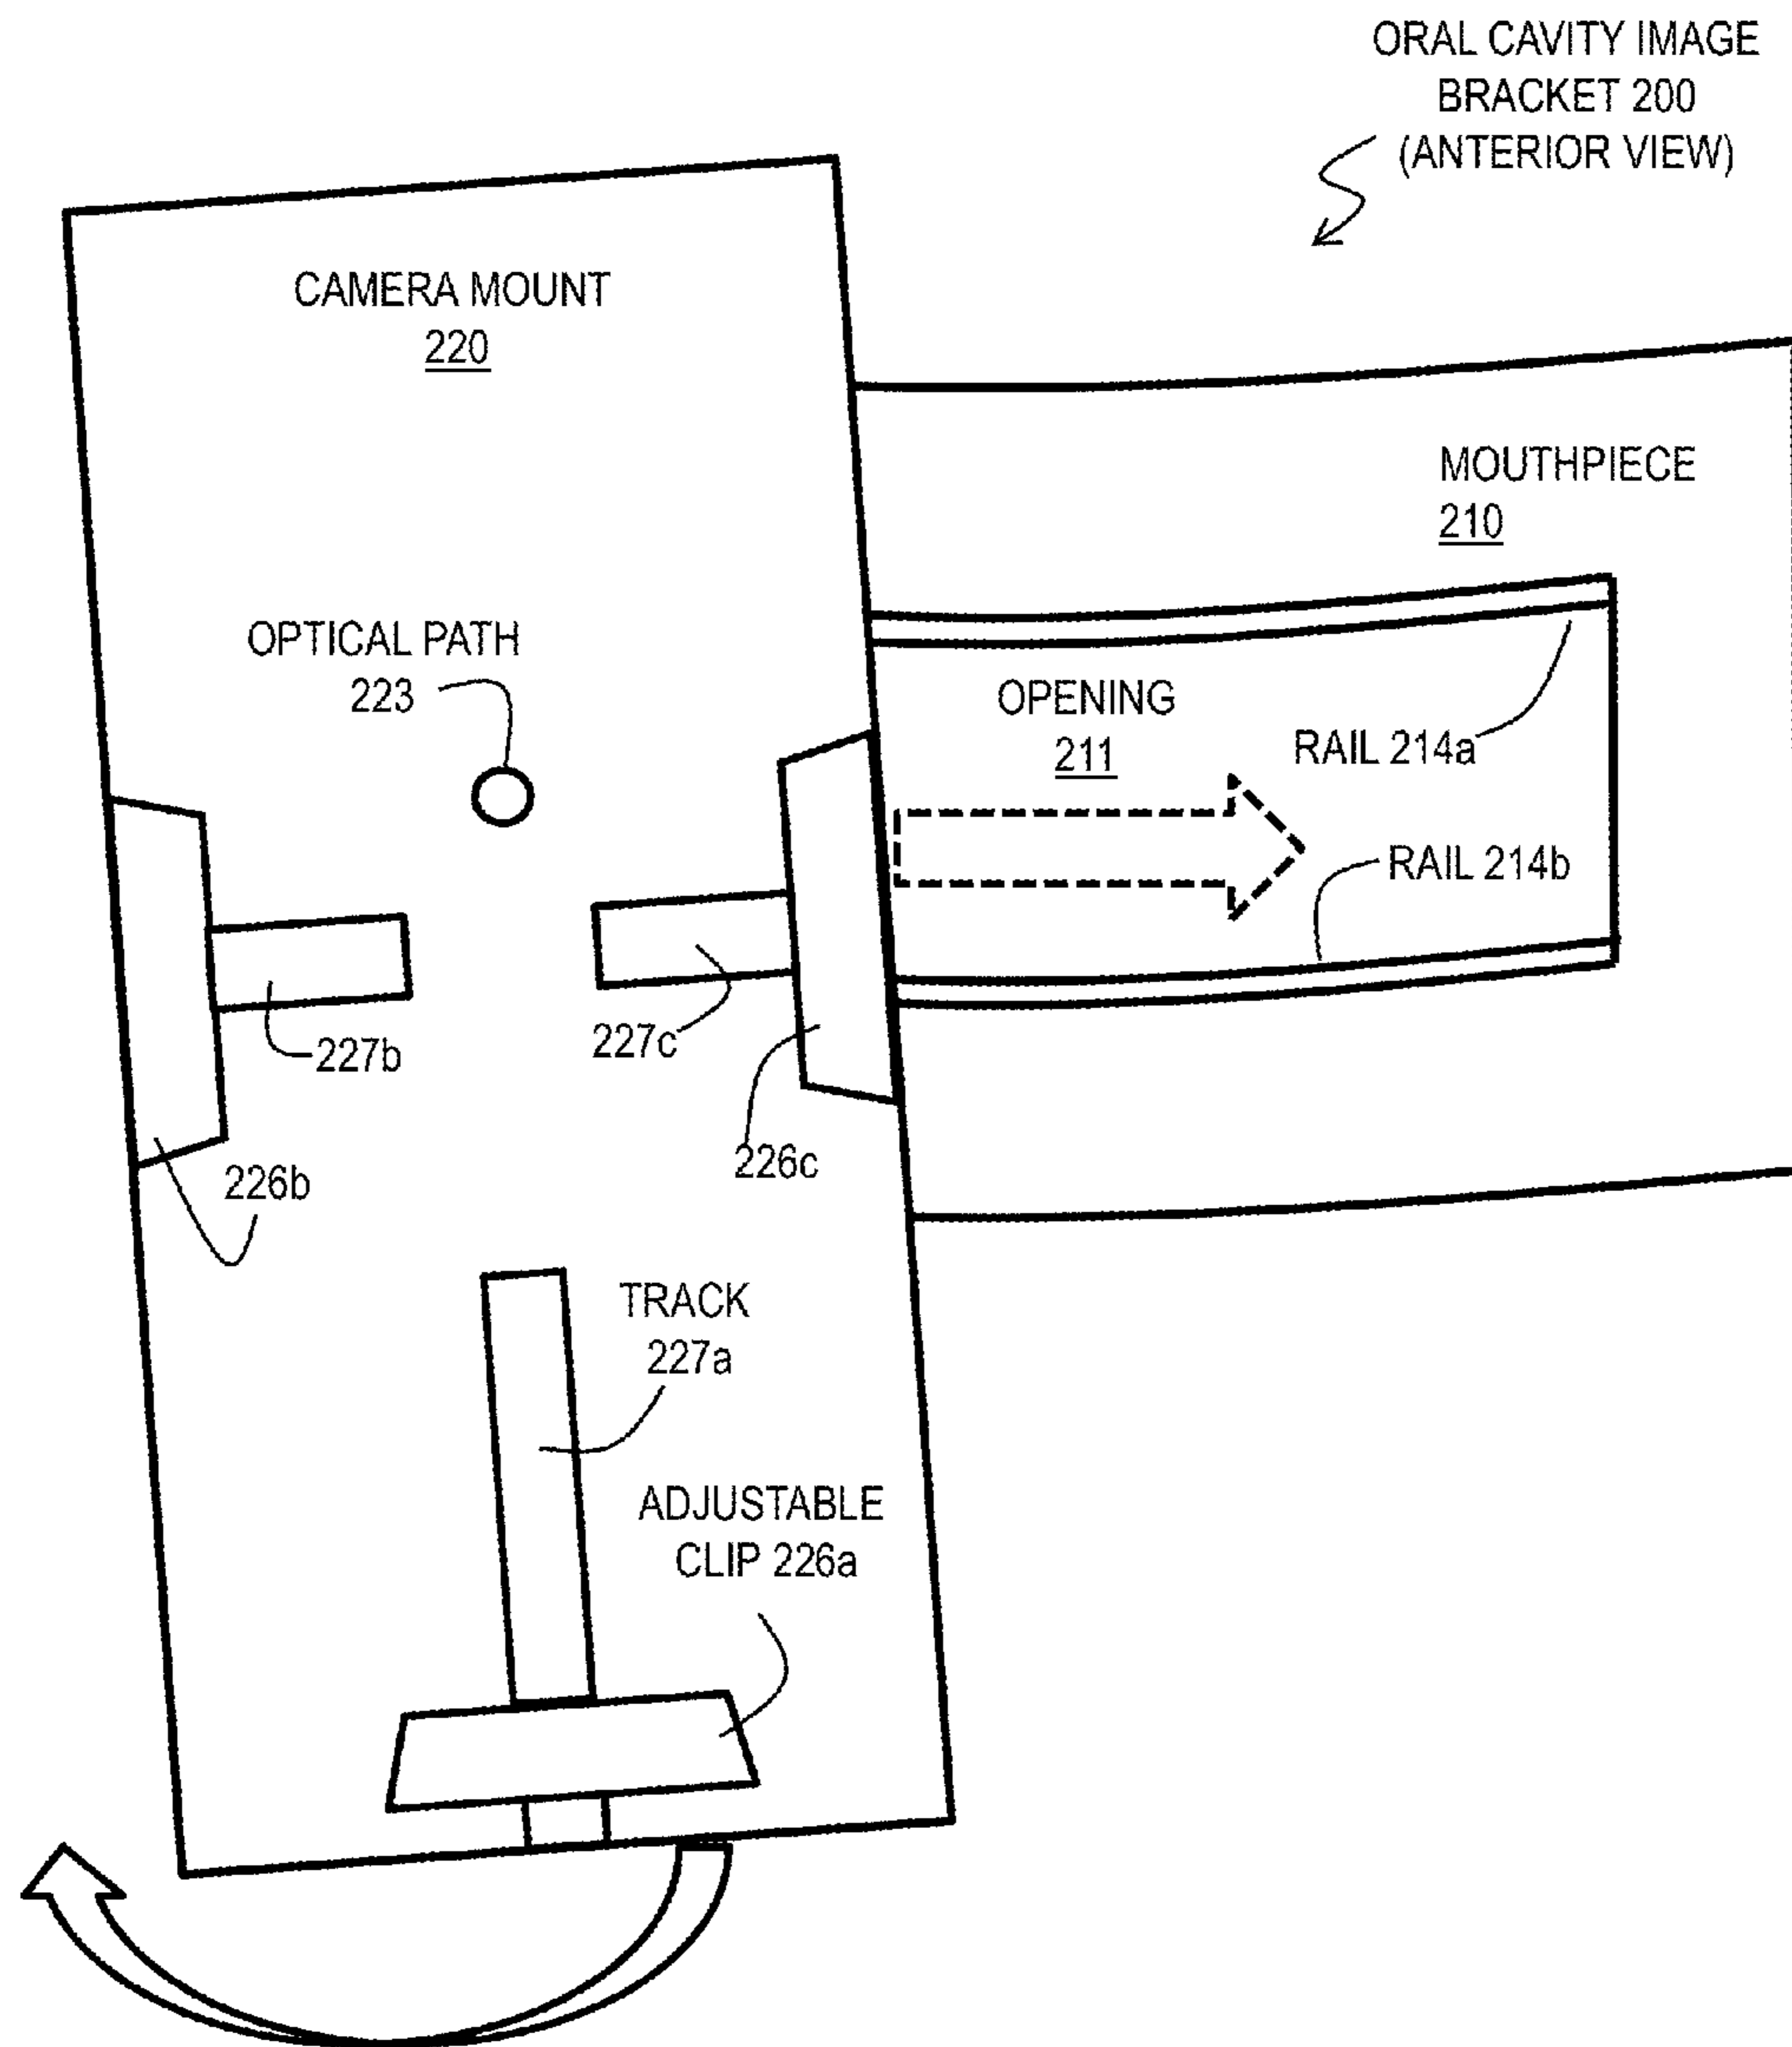 ORAL CAVITY IMAGE
BRACKET 200
(ANTERIOR VIEW)
CAMERA MOUNT
220
MOUTHPIECE
210
OPTICAL PATH
223
OPENING
211
RAIL 214a
RAIL 214b
227b
227c
226b
226c
TRACK
227a
ADJUSTABLE
CLIP 226a